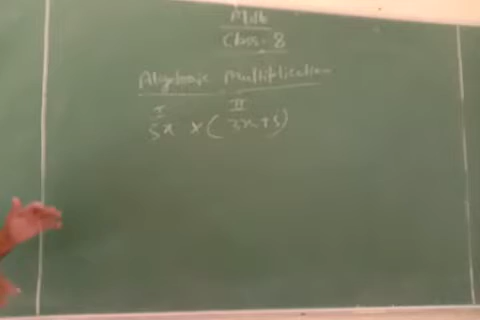 Math
Class - 8
Algebraic Multiplication
I II
5x × (3x+5)